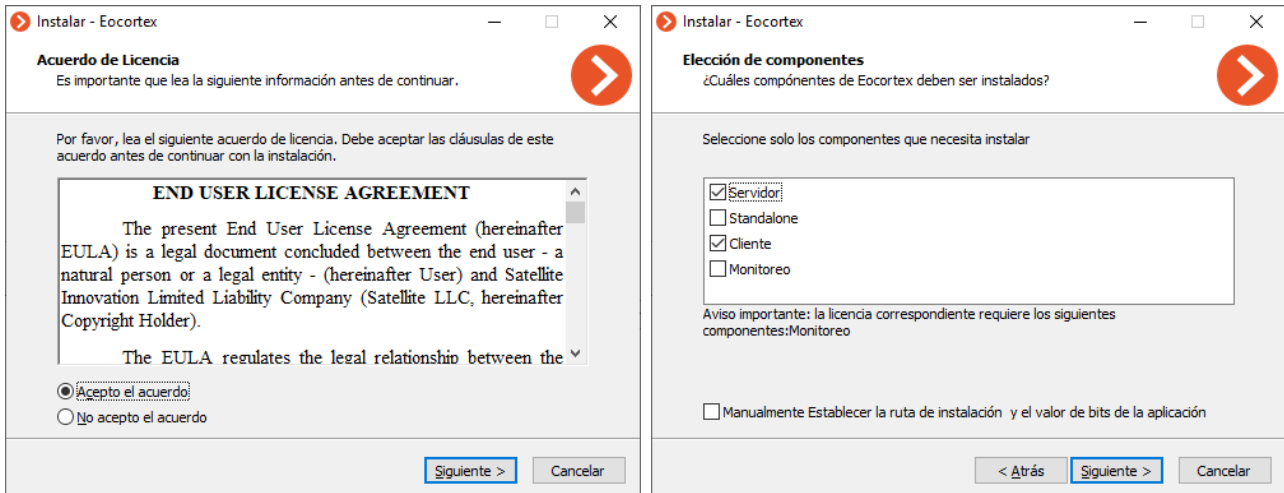 Instalar - Eocortex
Acuerdo de Licencia
Es importante que lea la siguiente información antes de continuar.
Por favor, lea el siguiente acuerdo de licencia. Debe aceptar las cláusulas de este
acuerdo antes de continuar con la instalación.
END USER LICENSE AGREEMENT
The present End User License Agreement (hereinafter
EULA) is a legal document concluded between the end user - a
natural person or a legal entity - (hereinafter User) and Satellite
Innovation Limited Liability Company (Satellite LLC, hereinafter
Copyright Holder).
The EULA regulates the legal relationship between the
Acepto el acuerdo
No acepto el acuerdo
Siguiente >
Cancelar
Instalar - Eocortex
Elección de componentes
¿Cuáles compónentes de Eocortex deben ser instalados?
Seleccione solo los componentes que necesita instalar
Servidor
Standalone
Cliente
Monitoreo
Aviso importante: la licencia correspondiente requiere los siguientes
componentes:Monitoreo
Manualmente Establecer la ruta de instalación y el valor de bits de la aplicación
< Atrás
Siguiente >
Cancelar